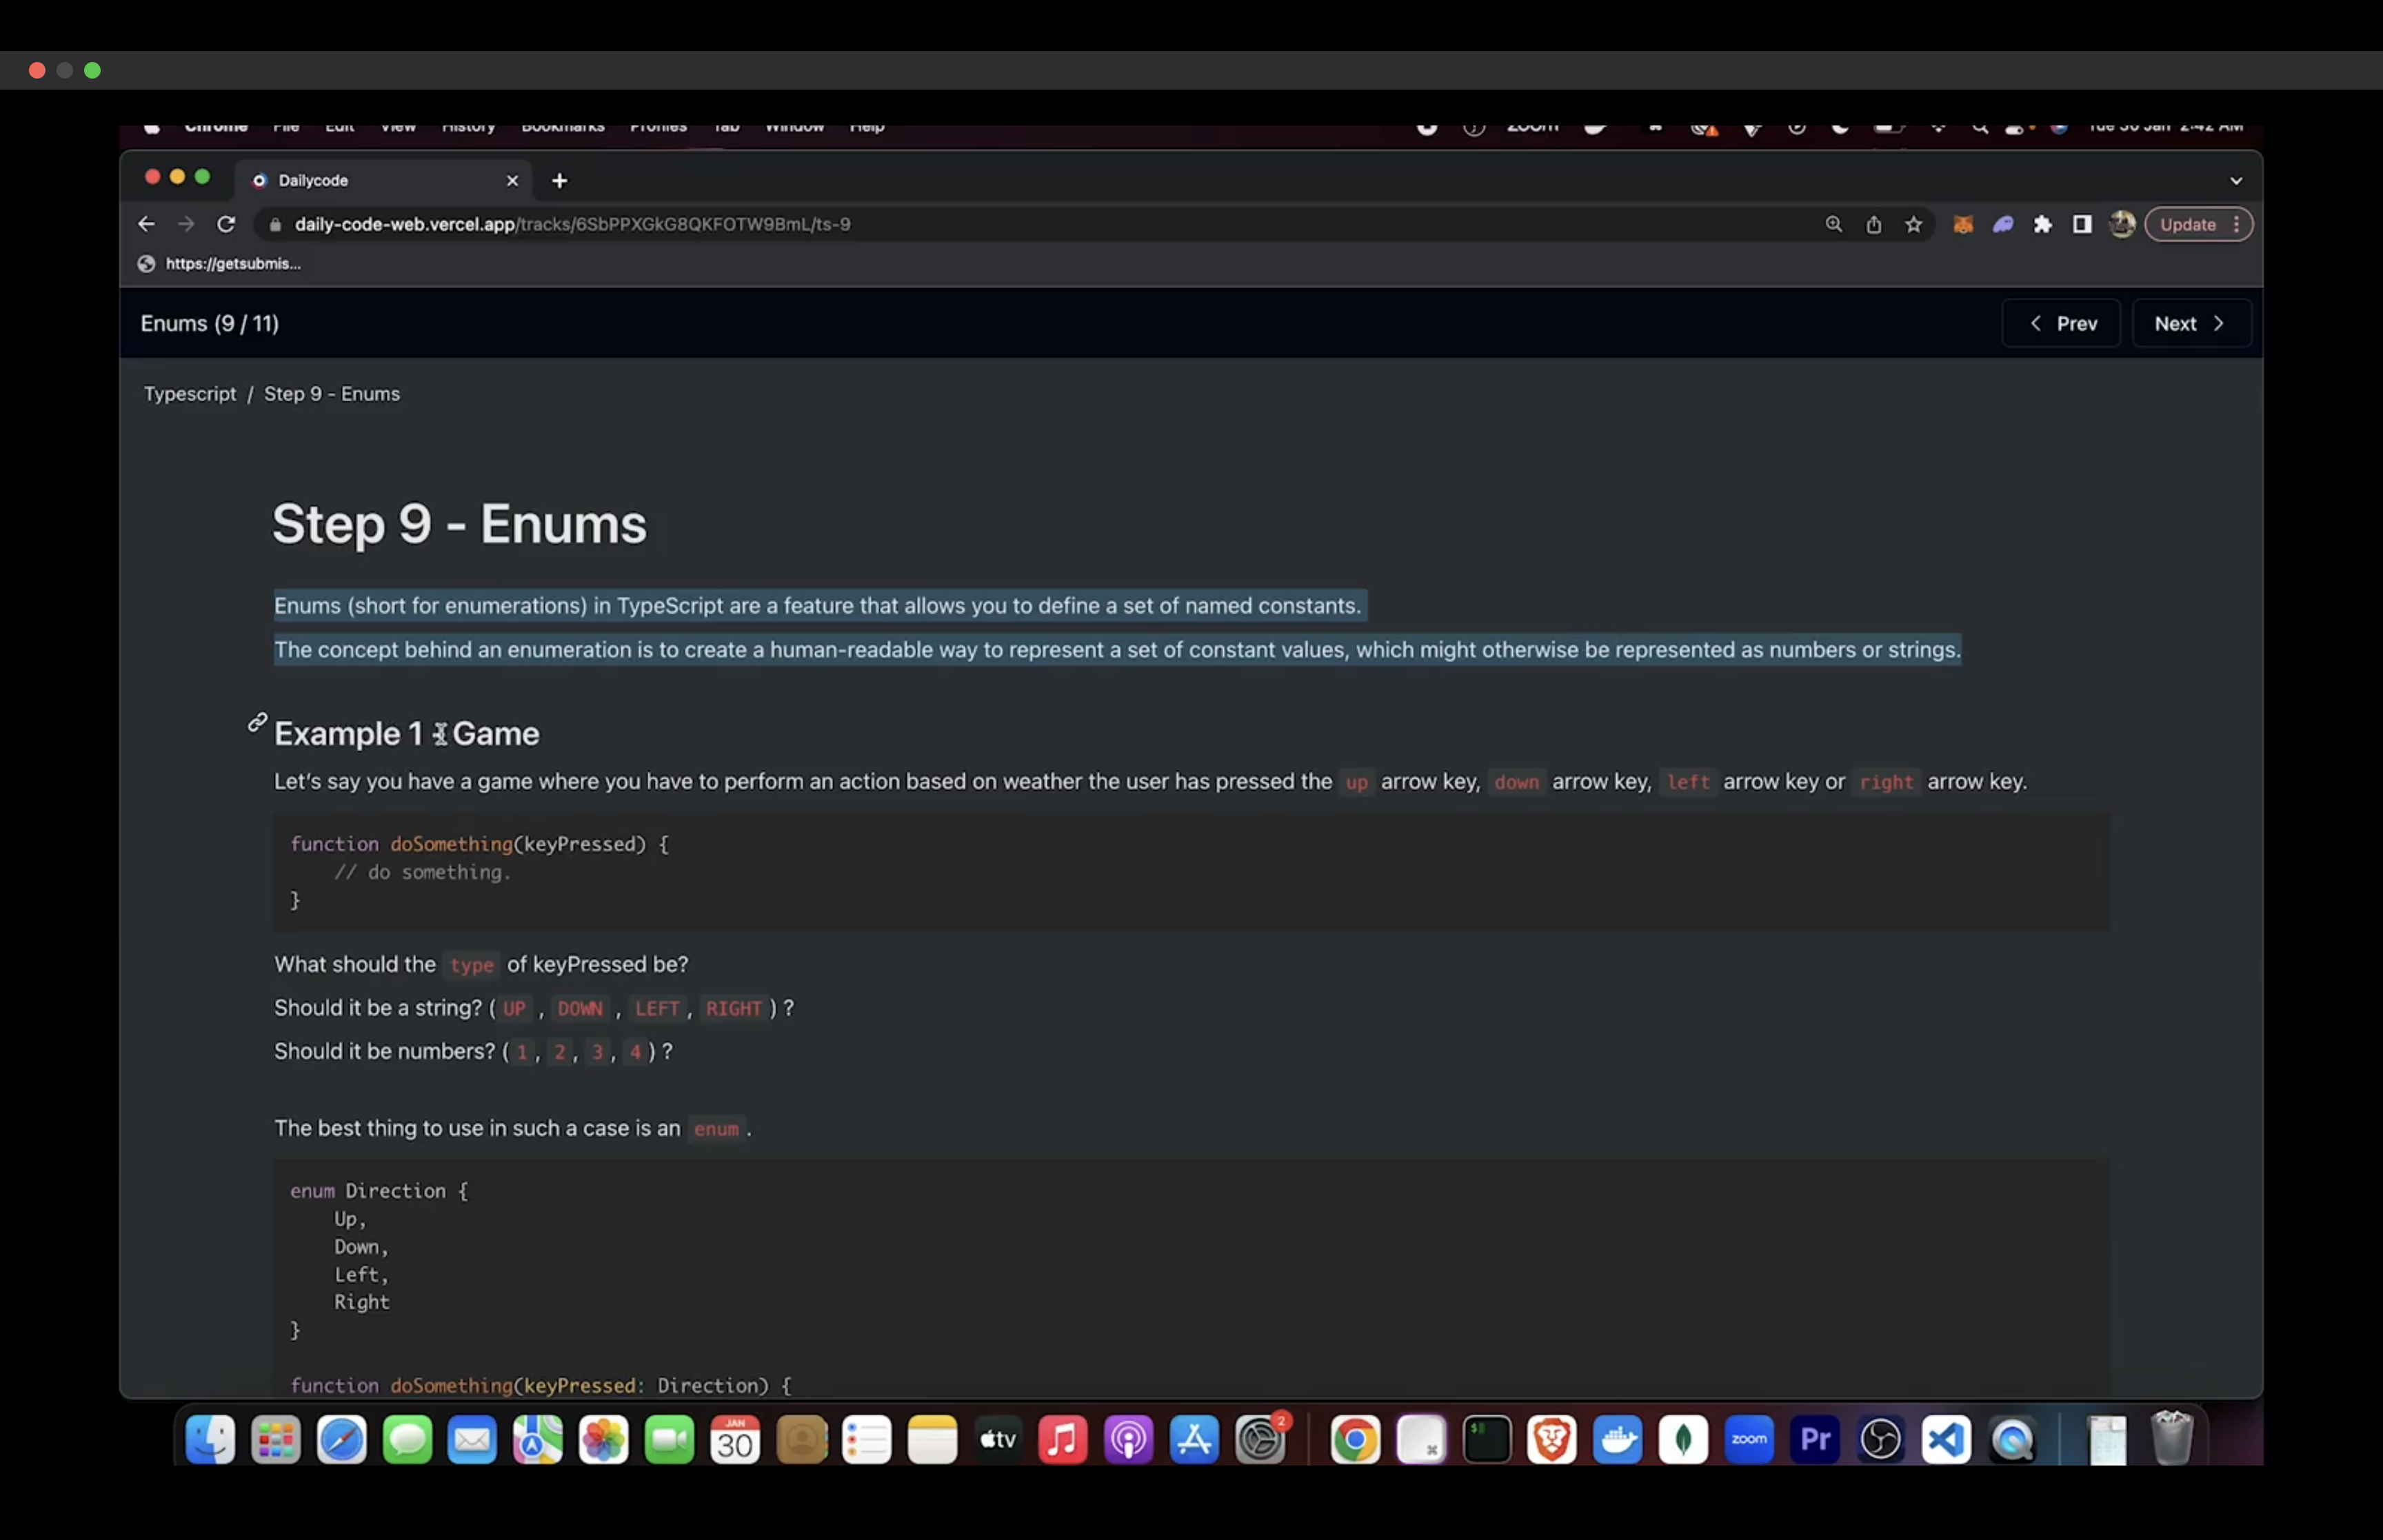 Chrome File Edit View History Bookmarks Profiles Tab Window Help zoom Tue 30 Jan 2:42 AM
Dailycode
daily-code-web.vercel.app/tracks/6SbPPXGkG8QKFOTW9BmL/ts-9
Update
https://getsubmis...
Enums (9 / 11)
Prev
Next
Typescript / Step 9 - Enums
Step 9 - Enums
Enums (short for enumerations) in TypeScript are a feature that allows you to define a set of named constants.
The concept behind an enumeration is to create a human-readable way to represent a set of constant values, which might otherwise be represented as numbers or strings.
Example 1 - Game
Let's say you have a game where you have to perform an action based on weather the user has pressed the up arrow key, down arrow key, left arrow key or right arrow key.
function doSomething(keyPressed) {
    // do something.
}
What should the type of keyPressed be?
Should it be a string? ( UP , DOWN , LEFT , RIGHT ) ?
Should it be numbers? ( 1 , 2 , 3 , 4 ) ?
The best thing to use in such a case is an enum .
enum Direction {
    Up,
    Down,
    Left,
    Right
}
function doSomething(keyPressed: Direction) {
JAN
30
tv
2
zoom
Pr